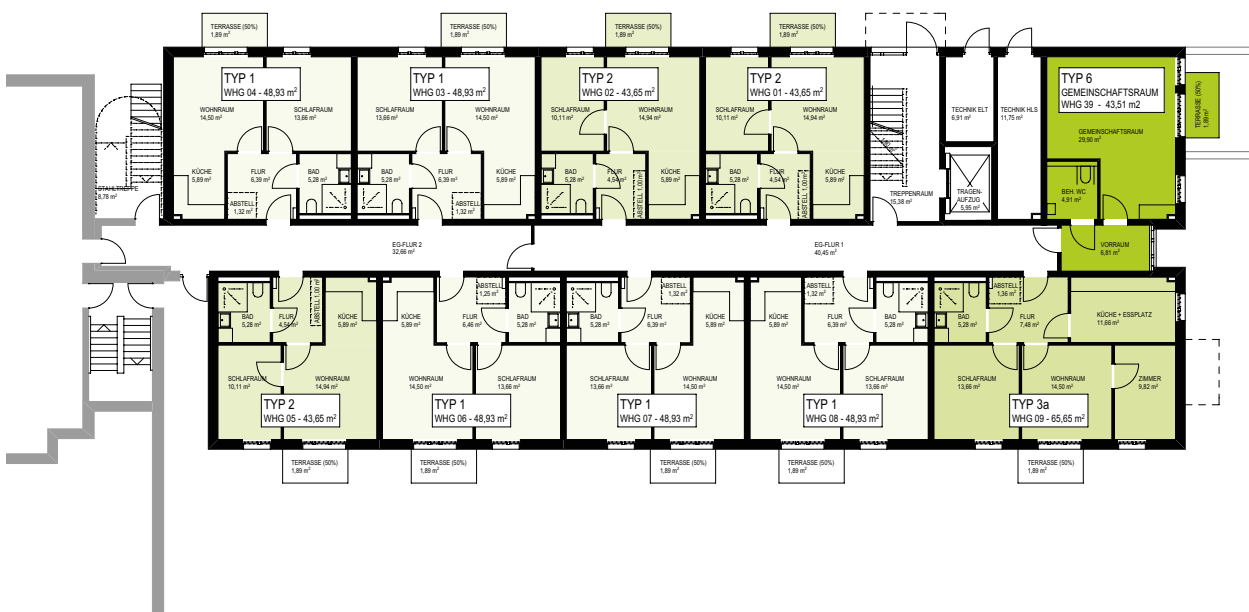 TERRASSE (50%)
1,89 m²
TERRASSE (50%)
1,89 m²
TERRASSE (50%)
1,89 m²
TERRASSE (50%)
1,89 m²
TYP 1
WHG 04 - 48,93 m²
WOHNRAUM
14,50 m²
SCHLAFRAUM
13,66 m²
KÜCHE
5,89 m²
FLUR
6,39 m²
BAD
5,28 m²
ABSTELL
1,32 m²
TYP 1
WHG 03 - 48,93 m²
SCHLAFRAUM
13,66 m²
WOHNRAUM
14,50 m²
BAD
5,28 m²
FLUR
6,39 m²
KÜCHE
5,89 m²
ABSTELL
1,32 m²
TYP 2
WHG 02 - 43,65 m²
SCHLAFRAUM
10,11 m²
WOHNRAUM
14,94 m²
BAD
5,28 m²
FLUR
4,54 m²
ABSTELL 1,00 m²
KÜCHE
5,89 m²
TYP 2
WHG 01 - 43,65 m²
SCHLAFRAUM
10,11 m²
WOHNRAUM
14,94 m²
BAD
5,28 m²
FLUR
4,54 m²
ABSTELL 1,00 m²
KÜCHE
5,89 m²
TREPPENRAUM
15,38 m²
TECHNIK ELT
6,91 m²
TECHNIK HLS
11,75 m²
TRAGEN-
AUFZUG
5,95 m²
TYP 6
GEMEINSCHAFTSRAUM
WHG 39 - 43,51 m2
GEMEINSCHAFTSRAUM
29,90 m²
TERRASSE (50%)
1,89 m²
BEH. WC
4,91 m²
VORRAUM
6,81 m²
STAHLTREPPE
8,78 m²
EG-FLUR 2
32,66 m²
EG-FLUR 1
40,45 m²
BAD
5,28 m²
FLUR
4,54 m²
ABSTELL 1,00 m²
KÜCHE
5,89 m²
SCHLAFRAUM
10,11 m²
WOHNRAUM
14,94 m²
TYP 2
WHG 05 - 43,65 m²
KÜCHE
5,89 m²
ABSTELL
1,25 m²
FLUR
6,46 m²
BAD
5,28 m²
WOHNRAUM
14,50 m²
SCHLAFRAUM
13,66 m²
TYP 1
WHG 06 - 48,93 m²
BAD
5,28 m²
ABSTELL
1,32 m²
FLUR
6,39 m²
KÜCHE
5,89 m²
SCHLAFRAUM
13,66 m²
WOHNRAUM
14,50 m²
TYP 1
WHG 07 - 48,93 m²
KÜCHE
5,89 m²
ABSTELL
1,32 m²
FLUR
6,39 m²
BAD
5,28 m²
WOHNRAUM
14,50 m²
SCHLAFRAUM
13,66 m²
TYP 1
WHG 08 - 48,93 m²
BAD
5,28 m²
ABSTELL
1,36 m²
FLUR
7,48 m²
KÜCHE + ESSPLATZ
11,66 m²
SCHLAFRAUM
13,66 m²
WOHNRAUM
14,50 m²
ZIMMER
9,82 m²
TYP 3a
WHG 09 - 65,65 m²
TERRASSE (50%)
1,89 m²
TERRASSE (50%)
1,89 m²
TERRASSE (50%)
1,89 m²
TERRASSE (50%)
1,89 m²
TERRASSE (50%)
1,89 m²